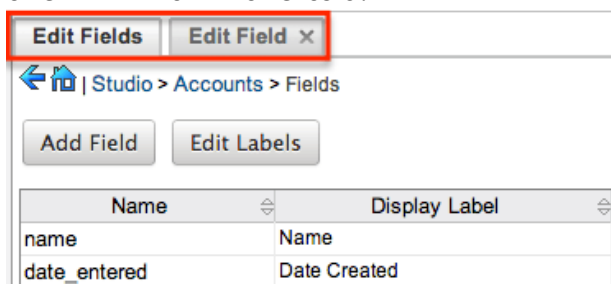 Edit Fields Edit Field ×
| Studio > Accounts > Fields
Add Field Edit Labels
Name Display Label
name Name
date_entered Date Created